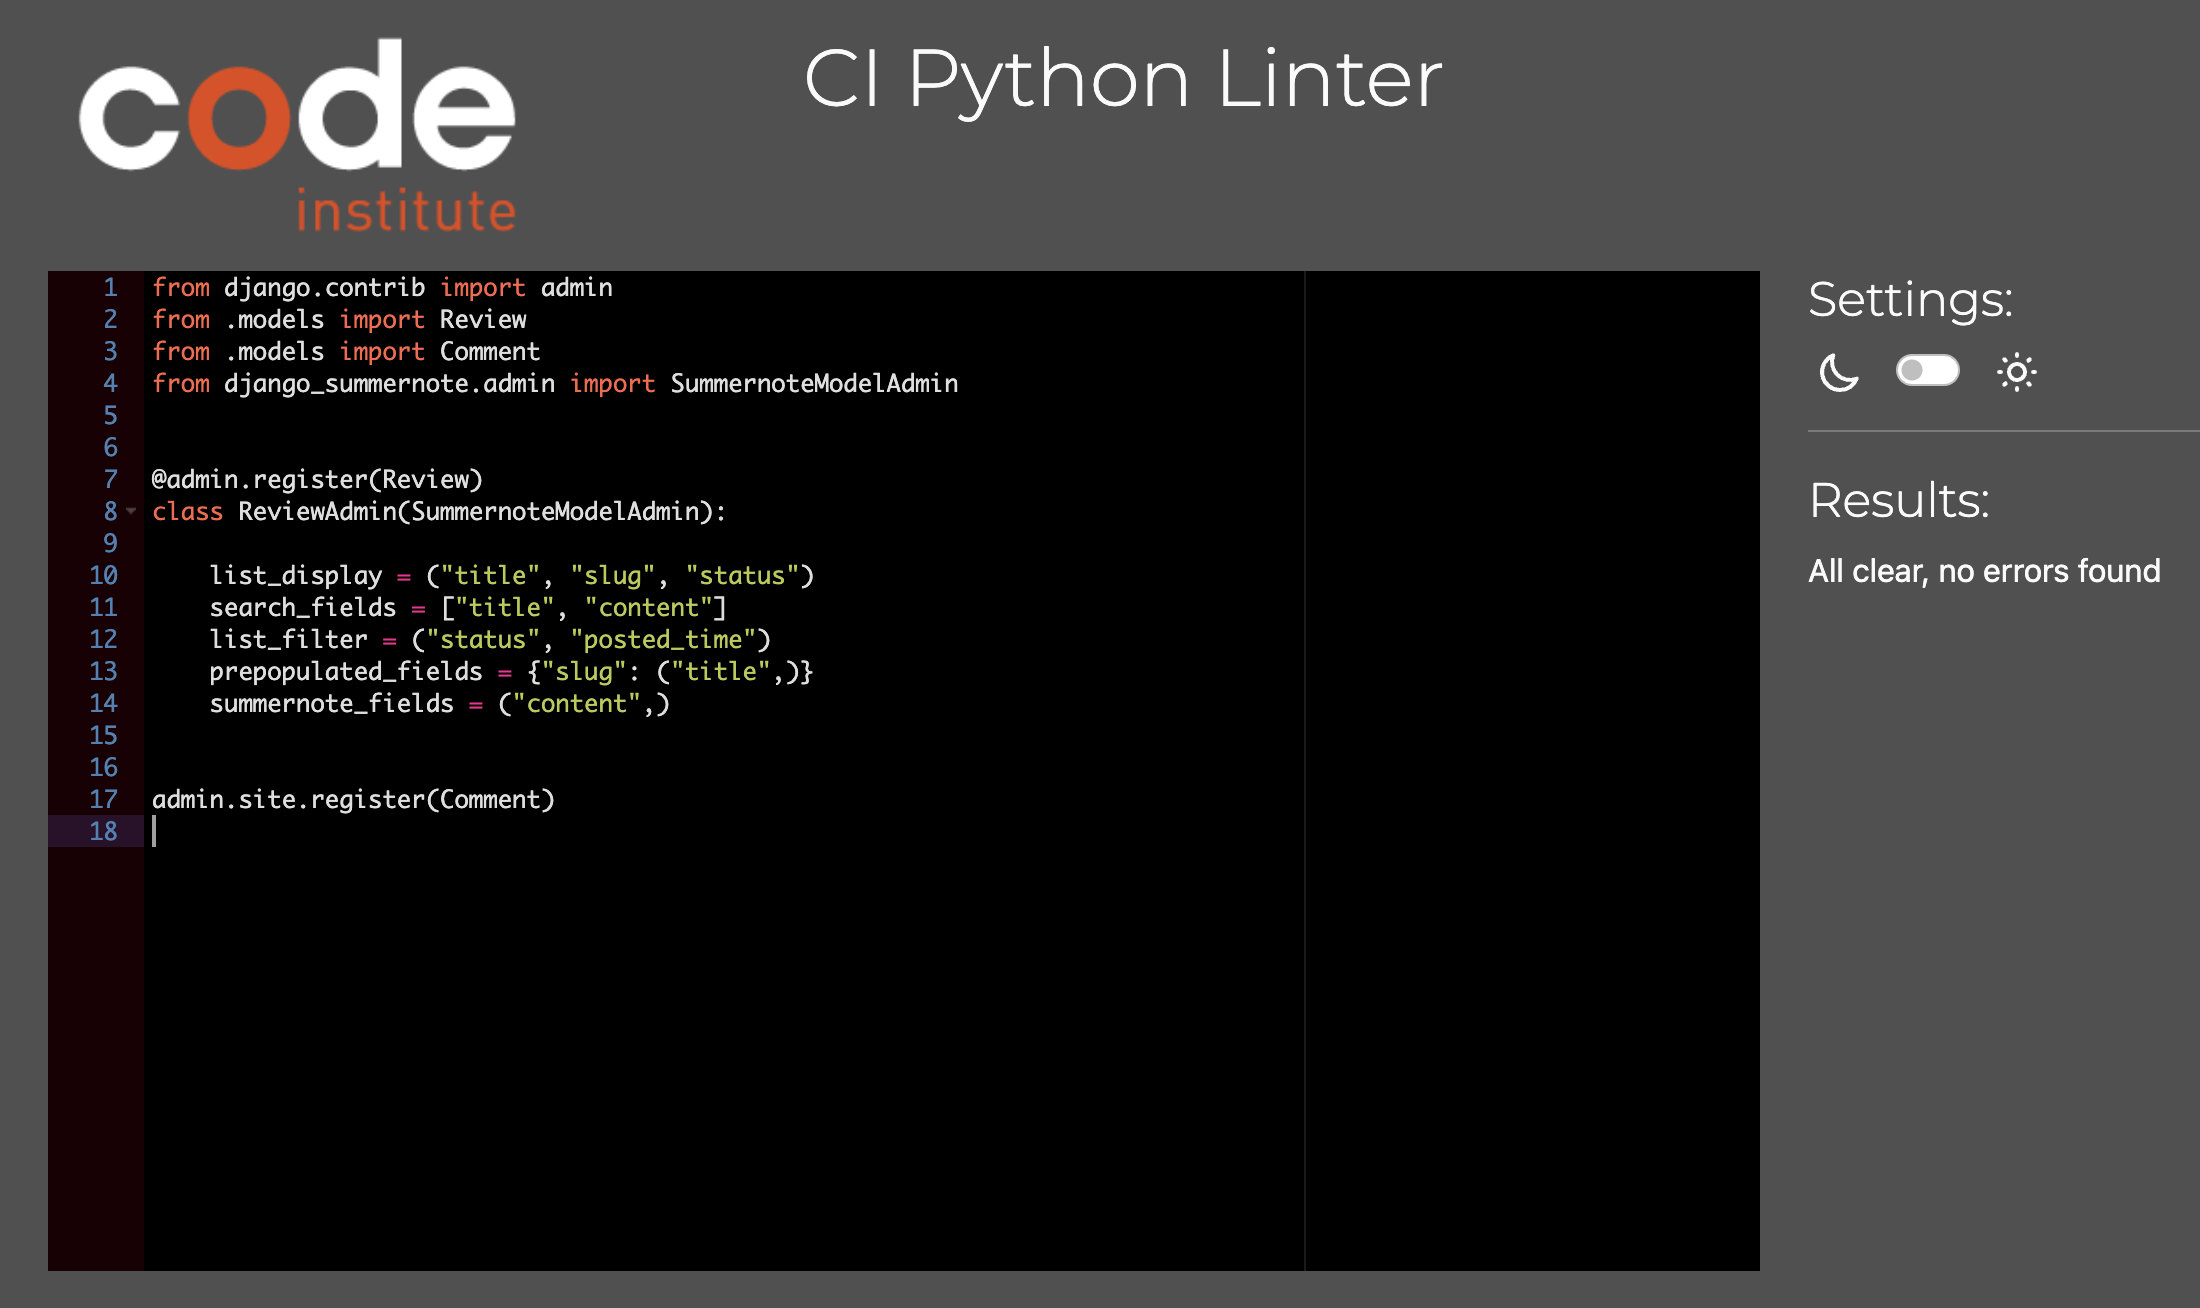 code
institute
CI Python Linter
1 from django.contrib import admin
2 from .models import Review
3 from .models import Comment
4 from django_summernote.admin import SummernoteModelAdmin
5
6
7 @admin.register(Review)
8 class ReviewAdmin(SummernoteModelAdmin):
9
10     list_display = ("title", "slug", "status")
11     search_fields = ["title", "content"]
12     list_filter = ("status", "posted_time")
13     prepopulated_fields = {"slug": ("title",)}
14     summernote_fields = ("content",)
15
16
17 admin.site.register(Comment)
18
Settings:
Results:
All clear, no errors found